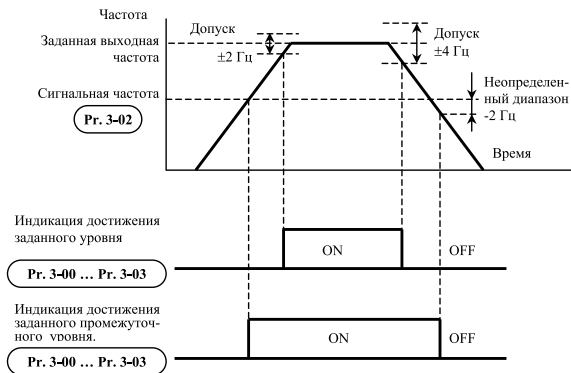 Частота
Допуск
±2 Гц
Допуск
±4 Гц
Заданная выходная
частота
Сигнальная частота
Pr. 3-02
Неопределен-
ный диапазон
-2 Гц
Время
Индикация достижения
заданного уровня
Pr. 3-00 ... Pr. 3-03
ON
OFF
Индикация достижения
заданного промежуточ-
ного уровня.
Pr. 3-00 ... Pr. 3-03
ON
OFF